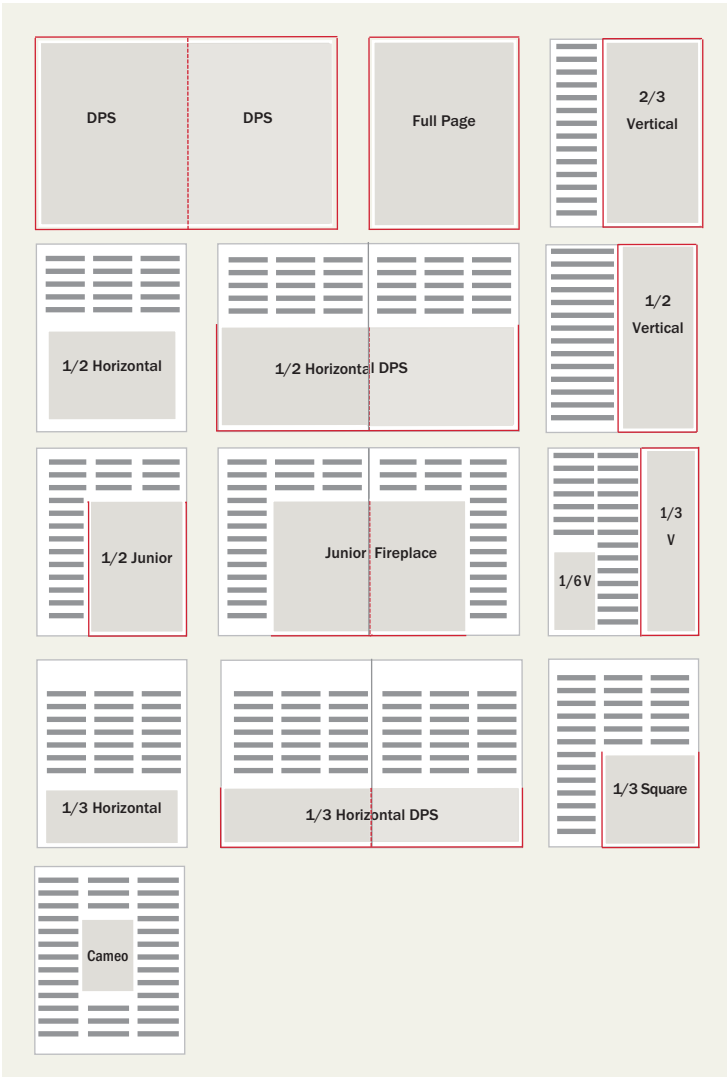 DPS
DPS
Full Page
2/3
Vertical
1/2 Horizontal
1/2 Horizontal DPS
1/2
Vertical
1/2 Junior
Junior Fireplace
1/6 V
1/3
V
1/3 Horizontal
1/3 Horizontal DPS
1/3 Square
Cameo